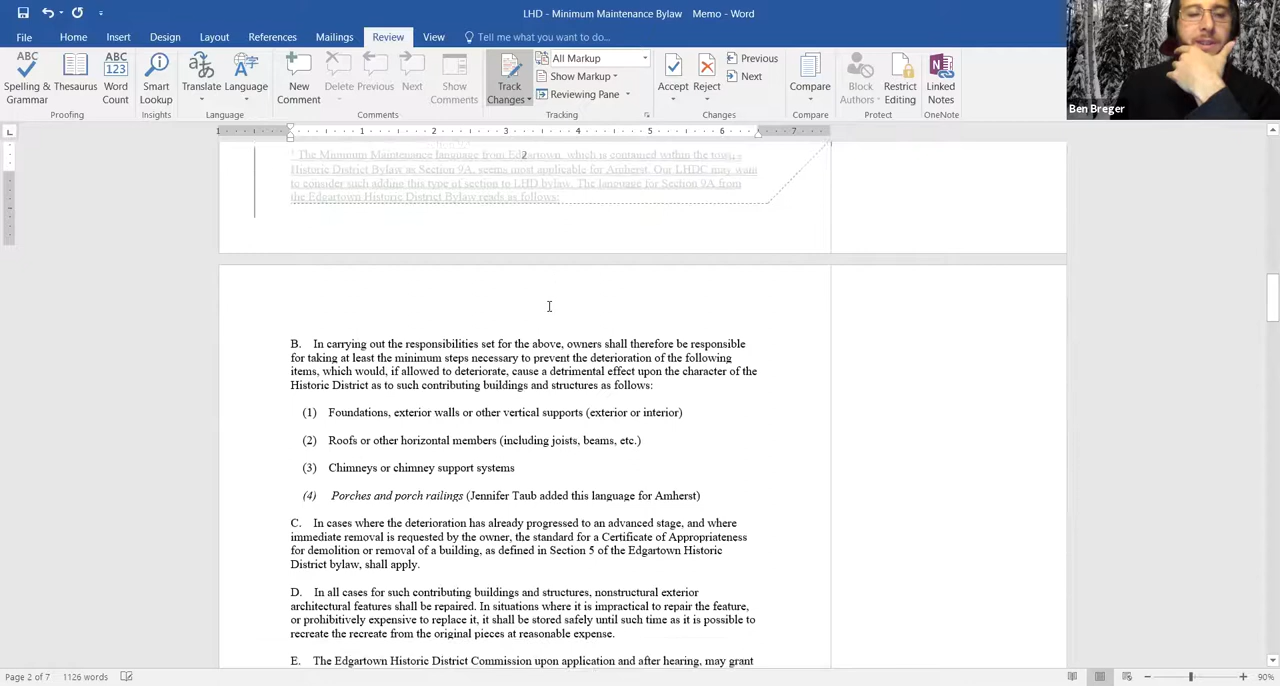 LHD - Minimum Maintenance Bylaw Memo - Word
File Home Insert Design Layout References Mailings Review View Tell me what you want to do...
ABC ABC 123
Spelling & Grammar Thesaurus Word Count Smart Lookup Translate Language New Comment Delete Previous Next Show Comments Track Changes All Markup Show Markup Reviewing Pane Accept Reject Previous Next Compare Block Authors Restrict Editing Linked Notes
Proofing Insights Language Comments Tracking Changes Compare Protect OneNote
Ben Breger
1 1 2 3 4 5 6 7
2
The Minimum Maintenance language from Edgartown, which is contained within the town's
Historic District Bylaw as Section 9A, seems most applicable for Amherst. Our LHDC may want
to consider such adding this type of section to LHD bylaw. The language for Section 9A from
the Edgartown Historic District Bylaw reads as follows:
B. In carrying out the responsibilities set for the above, owners shall therefore be responsible
for taking at least the minimum steps necessary to prevent the deterioration of the following
items, which would, if allowed to deteriorate, cause a detrimental effect upon the character of the
Historic District as to such contributing buildings and structures as follows:
(1) Foundations, exterior walls or other vertical supports (exterior or interior)
(2) Roofs or other horizontal members (including joists, beams, etc.)
(3) Chimneys or chimney support systems
(4) Porches and porch railings (Jennifer Taub added this language for Amherst)
C. In cases where the deterioration has already progressed to an advanced stage, and where
immediate removal is requested by the owner, the standard for a Certificate of Appropriateness
for demolition or removal of a building, as defined in Section 5 of the Edgartown Historic
District bylaw, shall apply.
D. In all cases for such contributing buildings and structures, nonstructural exterior
architectural features shall be repaired. In situations where it is impractical to repair the feature,
or prohibitively expensive to replace it, it shall be stored safely until such time as it is possible to
recreate the recreate from the original pieces at reasonable expense.
E. The Edgartown Historic District Commission upon application and after hearing, may grant
Page 2 of 7 1126 words 90%